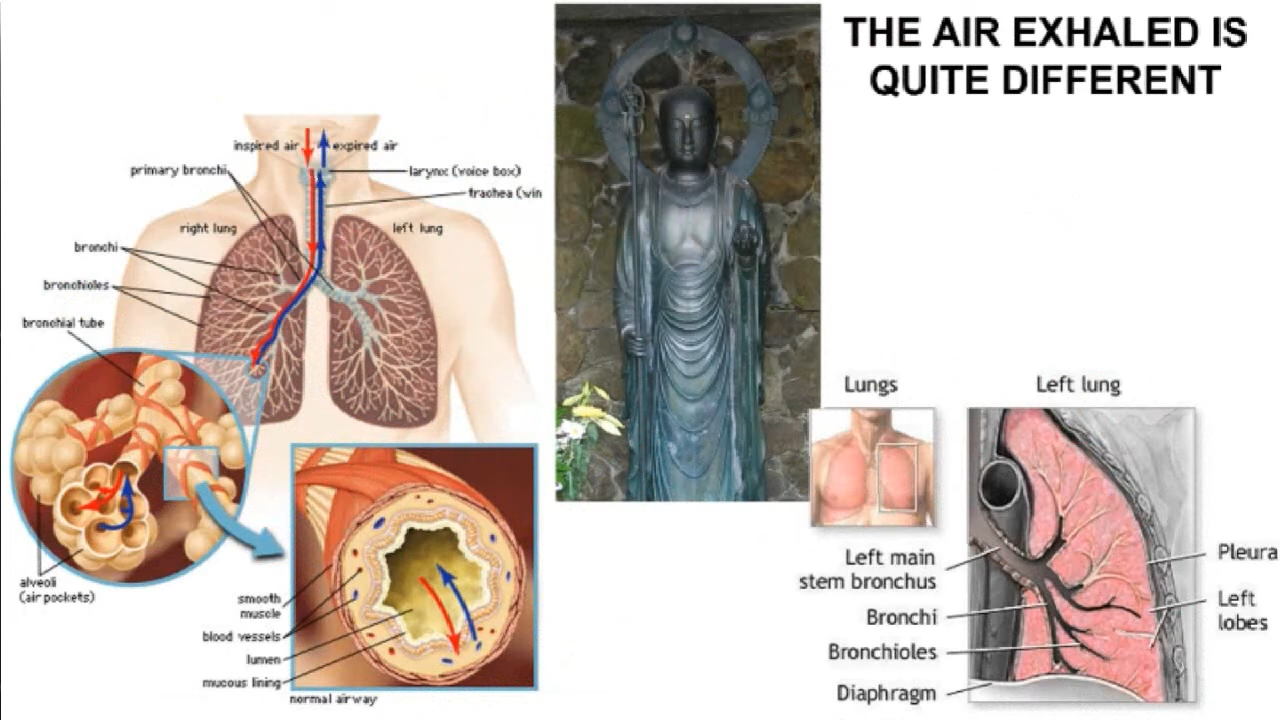 THE AIR EXHALED IS
QUITE DIFFERENT
inspired air
expired air
primary bronchi
larynx (voice box)
trachea (win
right lung
left lung
bronchi
bronchioles
bronchial tube
alveoli
(air pockets)
smooth
muscle
blood vessels
lumen
mucous lining
normal airway
Lungs
Left lung
Left main
stem bronchus
Bronchi
Bronchioles
Diaphragm
Pleura
Left
lobes